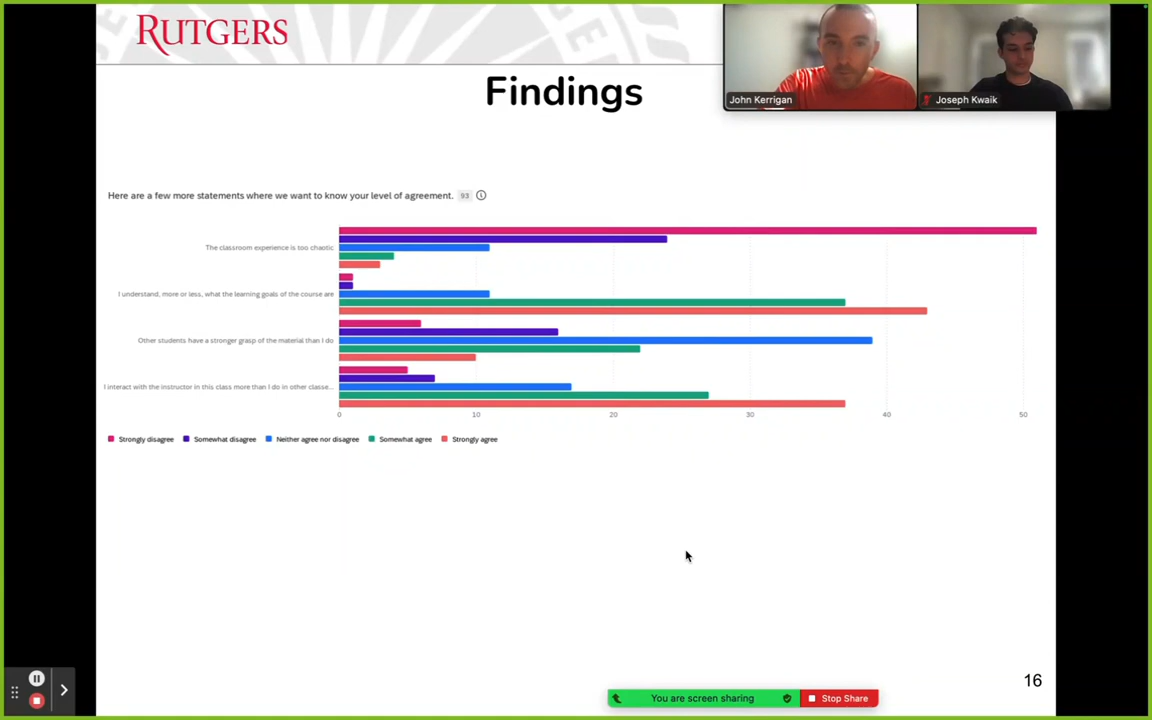 RUTGERS
Findings
John Kerrigan
Joseph Kwaik
Here are a few more statements where we want to know your level of agreement. 93
The classroom experience is too chaotic
I understand, more or less, what the learning goals of the course are
Other students have a stronger grasp of the material than I do
I interact with the instructor in this class more than I do in other classe...
0 10 20 30 40 50
Strongly disagree Somewhat disagree Neither agree nor disagree Somewhat agree Strongly agree
16
You are screen sharing Stop Share